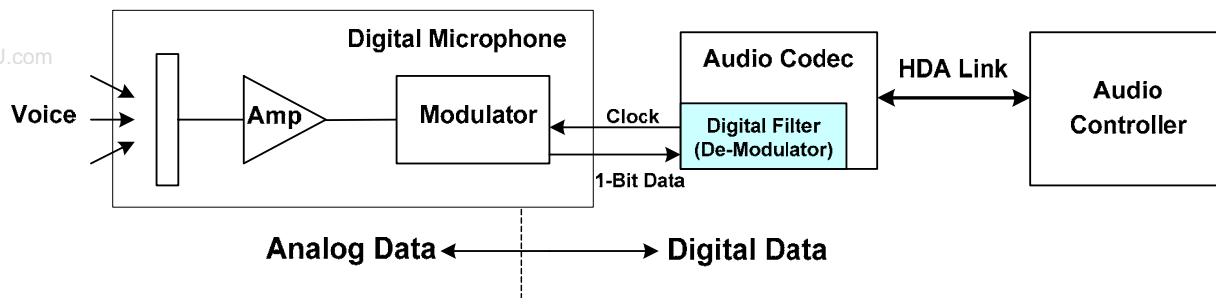 Digital Microphone
J.com
Voice
Amp
Modulator
Clock
1-Bit Data
Audio Codec
Digital Filter
(De-Modulator)
HDA Link
Audio
Controller
Analog Data
Digital Data